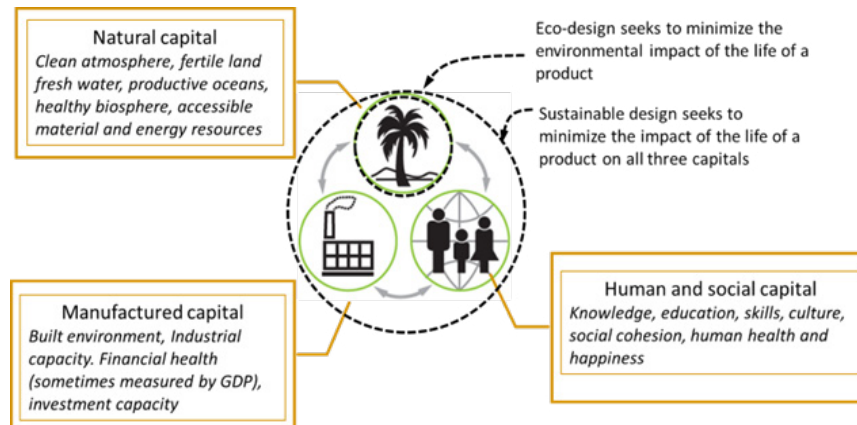 Natural capital
Clean atmosphere, fertile land
fresh water, productive oceans,
healthy biosphere, accessible
material and energy resources
Eco-design seeks to minimize the
environmental impact of the life of a
product
Sustainable design seeks to
minimize the impact of the life of a
product on all three capitals
Manufactured capital
Built environment, Industrial
capacity. Financial health
(sometimes measured by GDP),
investment capacity
Human and social capital
Knowledge, education, skills, culture,
social cohesion, human health and
happiness